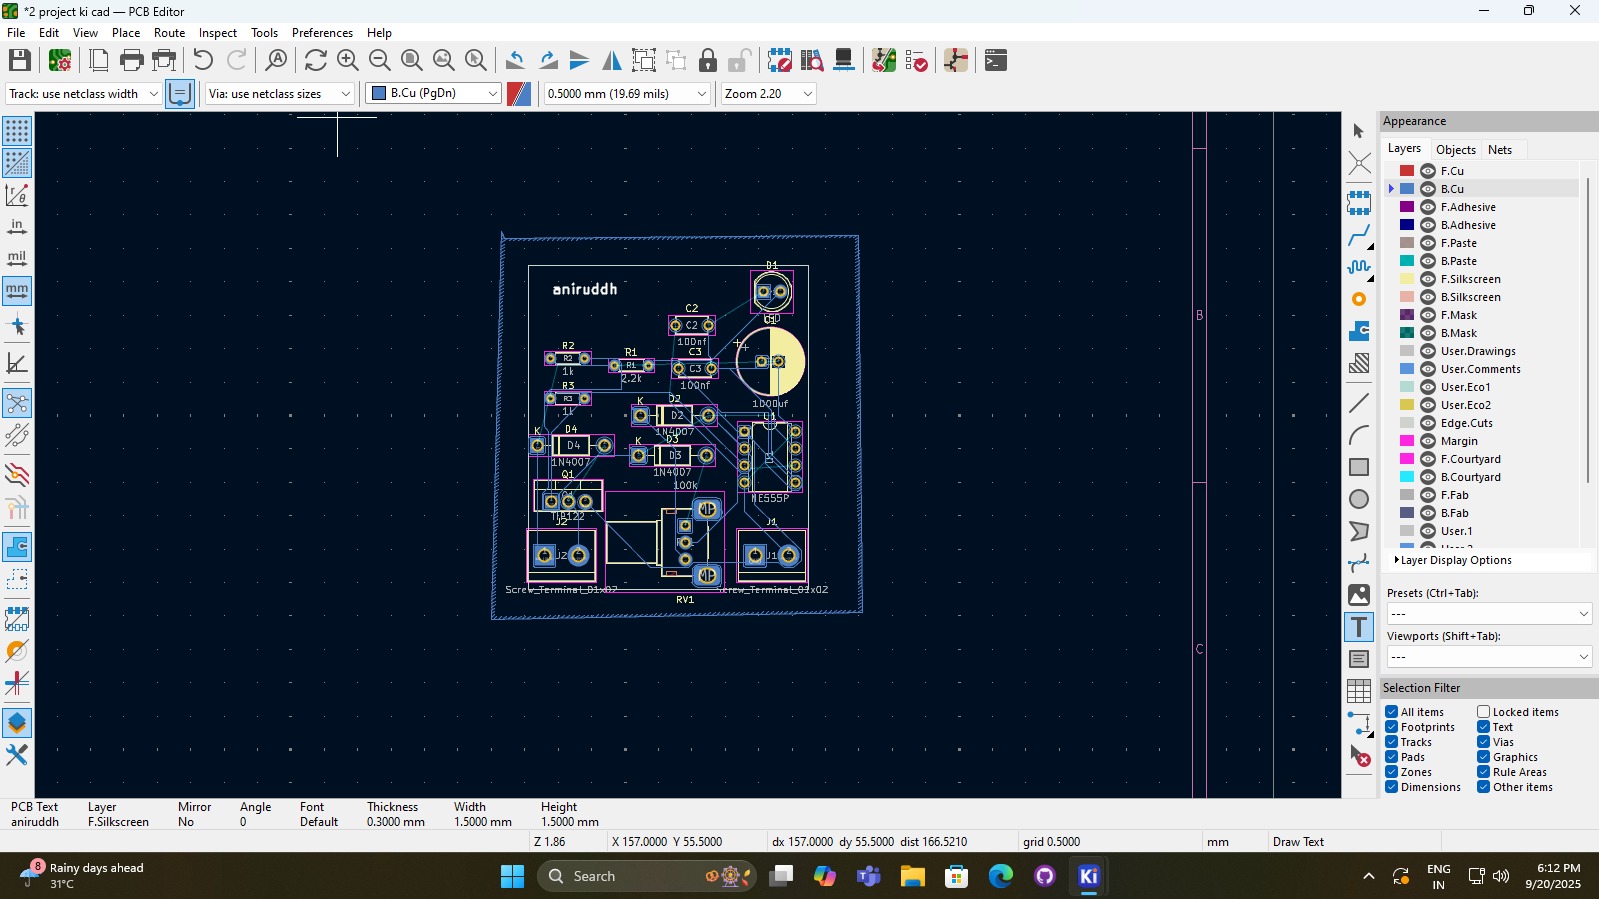 *2 project ki cad — PCB Editor
File Edit View Place Route Inspect Tools Preferences Help
Track: use netclass width Via: use netclass sizes B.Cu (PgDn) 0.5000 mm (19.69 mils) Zoom 2.20
in
mil
mm
Appearance
Layers Objects Nets
F.Cu
B.Cu
F.Adhesive
B.Adhesive
F.Paste
B.Paste
F.Silkscreen
B.Silkscreen
F.Mask
B.Mask
User.Drawings
User.Comments
User.Eco1
User.Eco2
Edge.Cuts
Margin
F.Courtyard
B.Courtyard
F.Fab
B.Fab
User.1
Layer Display Options
Presets (Ctrl+Tab):
---
Viewports (Shift+Tab):
---
Selection Filter
All items Locked items
Footprints Text
Tracks Vias
Pads Graphics
Zones Rule Areas
Dimensions Other items
B
C
D1
aniruddh
C2
C2
100nf
C3
C3
100nf
R2
R2
1k
R1
R1
2.2k
R3
R3
1k
1000uf
K
D2
1N4007
U1
K D4
D4
1N4007
K D3
D3
1N4007
100k
Q1
TIP122
NE555P
MP
J2
J2
J1
J1
MP
Screw_Terminal_01x02
Screw_Terminal_01x02
RV1
PCB Text Layer Mirror Angle Font Thickness Width Height
aniruddh F.Silkscreen No 0 Default 0.3000 mm 1.5000 mm 1.5000 mm
Z 1.86 X 157.0000 Y 55.5000 dx 157.0000 dy 55.5000 dist 166.5210 grid 0.5000 mm Draw Text
8
Rainy days ahead
31°C
Search
Ki
ENG
IN
6:12 PM
9/20/2025